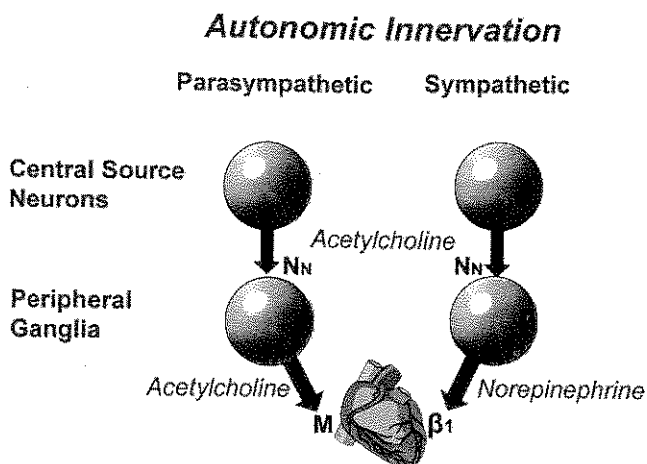 Autonomic Innervation
Parasympathetic Sympathetic
Central Source
Neurons
Acetylcholine
NN NN
Peripheral
Ganglia
Acetylcholine Norepinephrine
M β1